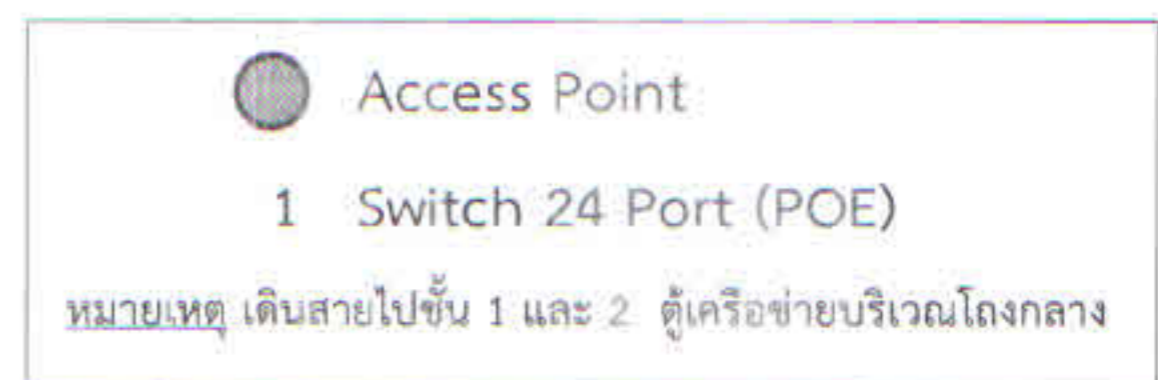 Access Point
1 Switch 24 Port (POE)
หมายเหตุ เดินสายไปชั้น 1 และ 2 ตู้เครือข่ายบริเวณโถงกลาง